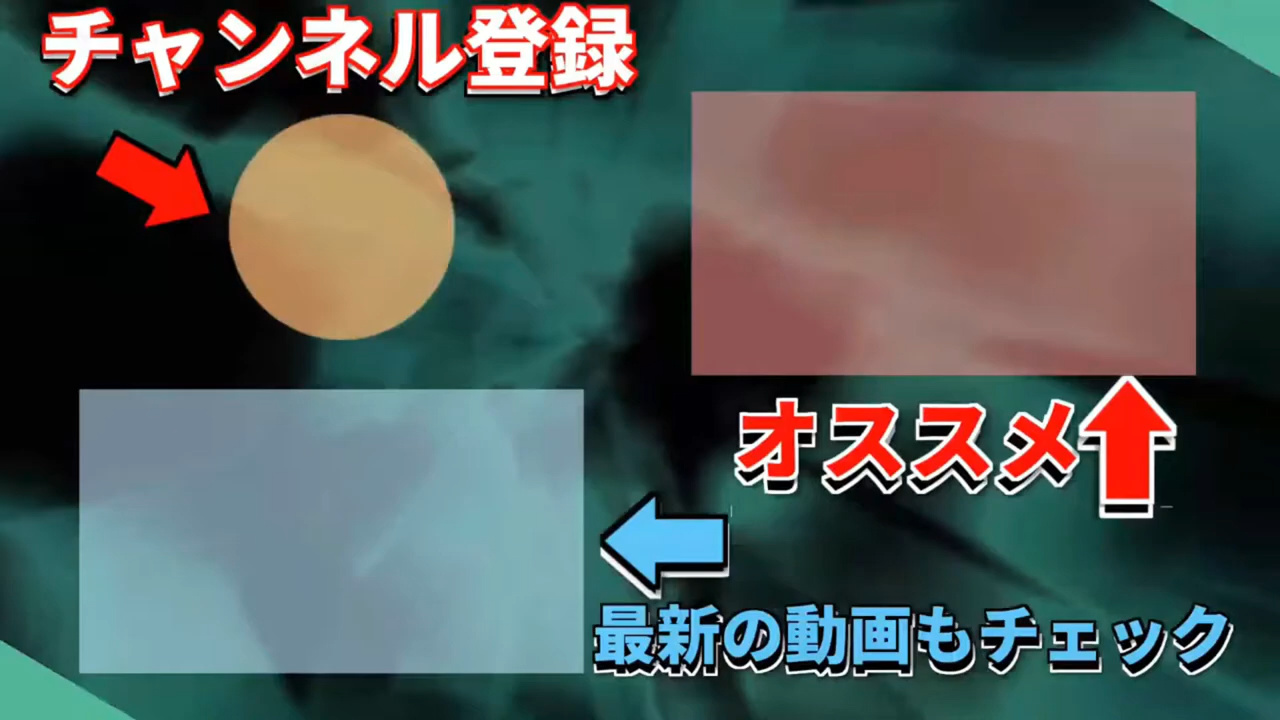 チャンネル登録
オススメ
最新の動画もチェック